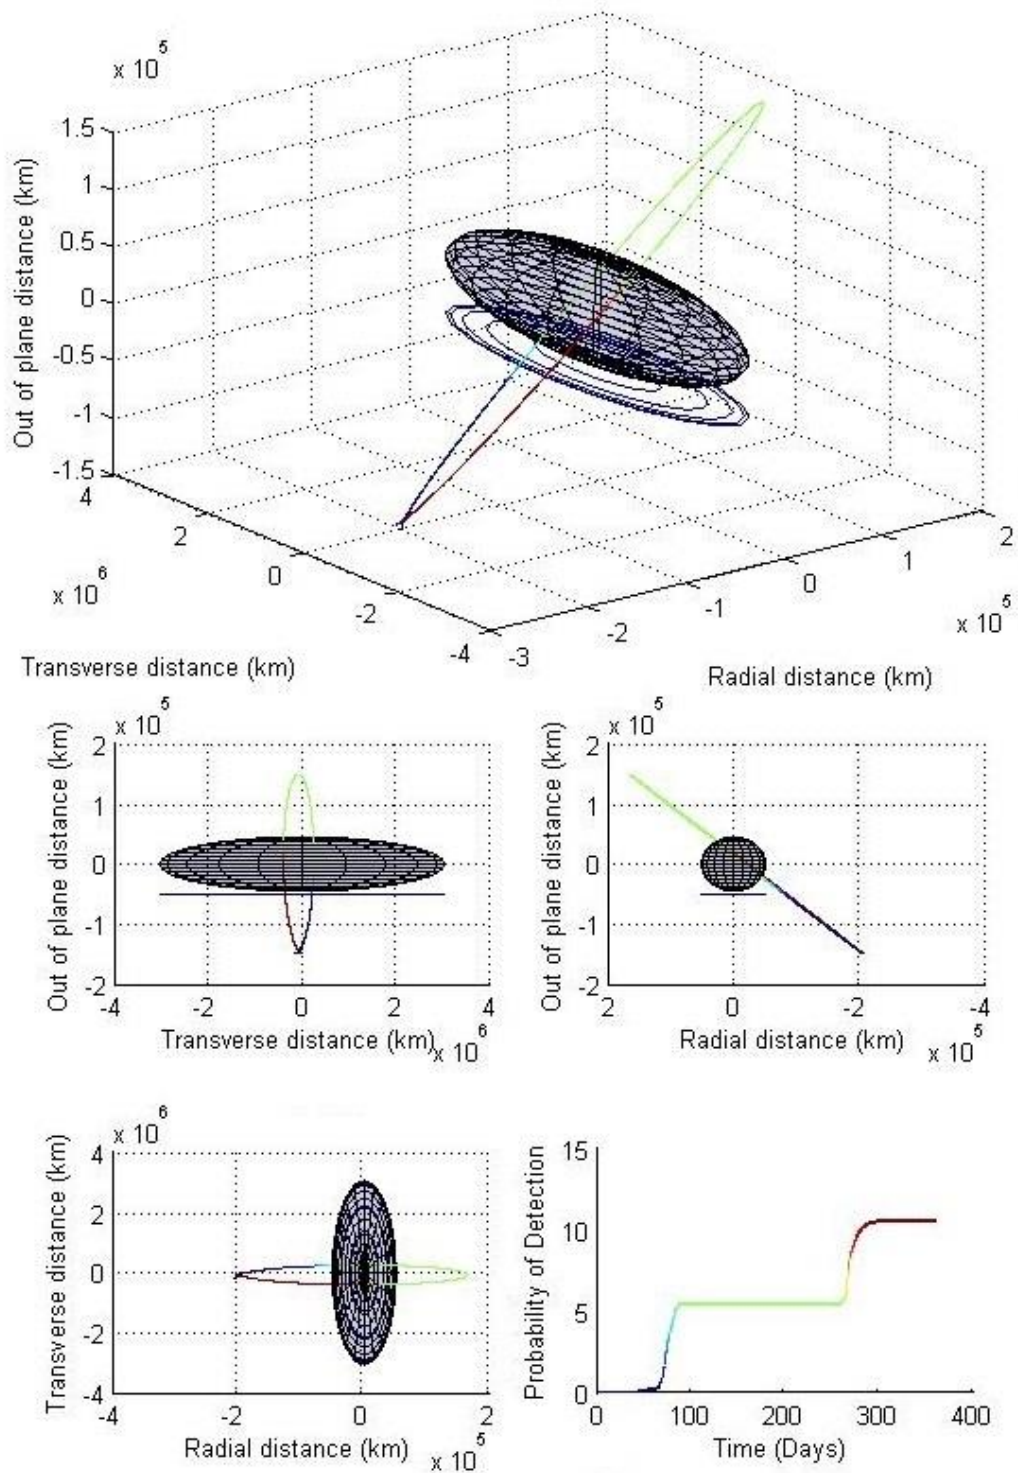 x 10^5
1.5
1
0.5
0
-0.5
-1
-1.5
Out of plane distance (km)
4
2
0
-2
-4
x 10^6
Transverse distance (km)
-3
-2
-1
0
1
2
x 10^5
Radial distance (km)
x 10^5
2
1
0
-1
-2
Out of plane distance (km)
-4 -2 0 2 4
Transverse distance (km)
x 10^6
x 10^5
2
1
0
-1
-2
Out of plane distance (km)
2 0 -2 -4
Radial distance (km)
x 10^5
x 10^6
4
2
0
-2
-4
Transverse distance (km)
-4 -2 0 2
Radial distance (km)
x 10^5
15
10
5
0
Probability of Detection
0 100 200 300 400
Time (Days)